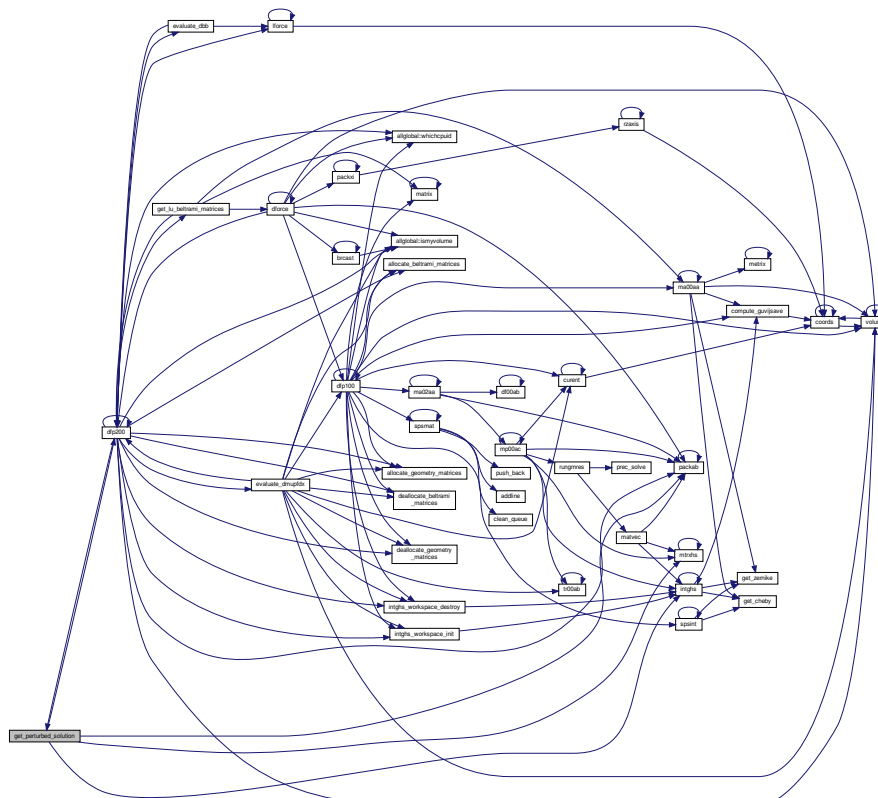 evaluate_dbb
lforce
rzaxis
allglobal::whichcpuid
packxi
matrix
get_lu_beltrami_matrices
dforce
allglobal::ismyvolume
brcast
allocate_beltrami_matrices
metrix
ma00aa
compute_guvijsave
coords
dfp100
ma02aa
df00ab
curent
spsmat
dfp200
mp00ac
push_back
rungmres
prec_solve
packab
allocate_geometry_matrices
evaluate_dmupfdx
deallocate_beltrami
_matrices
addline
clean_queue
matvec
deallocate_geometry
_matrices
mtrxhs
get_zernike
tr00ab
intghs
get_cheby
intghs_workspace_destroy
spsint
intghs_workspace_init
get_perturbed_solution